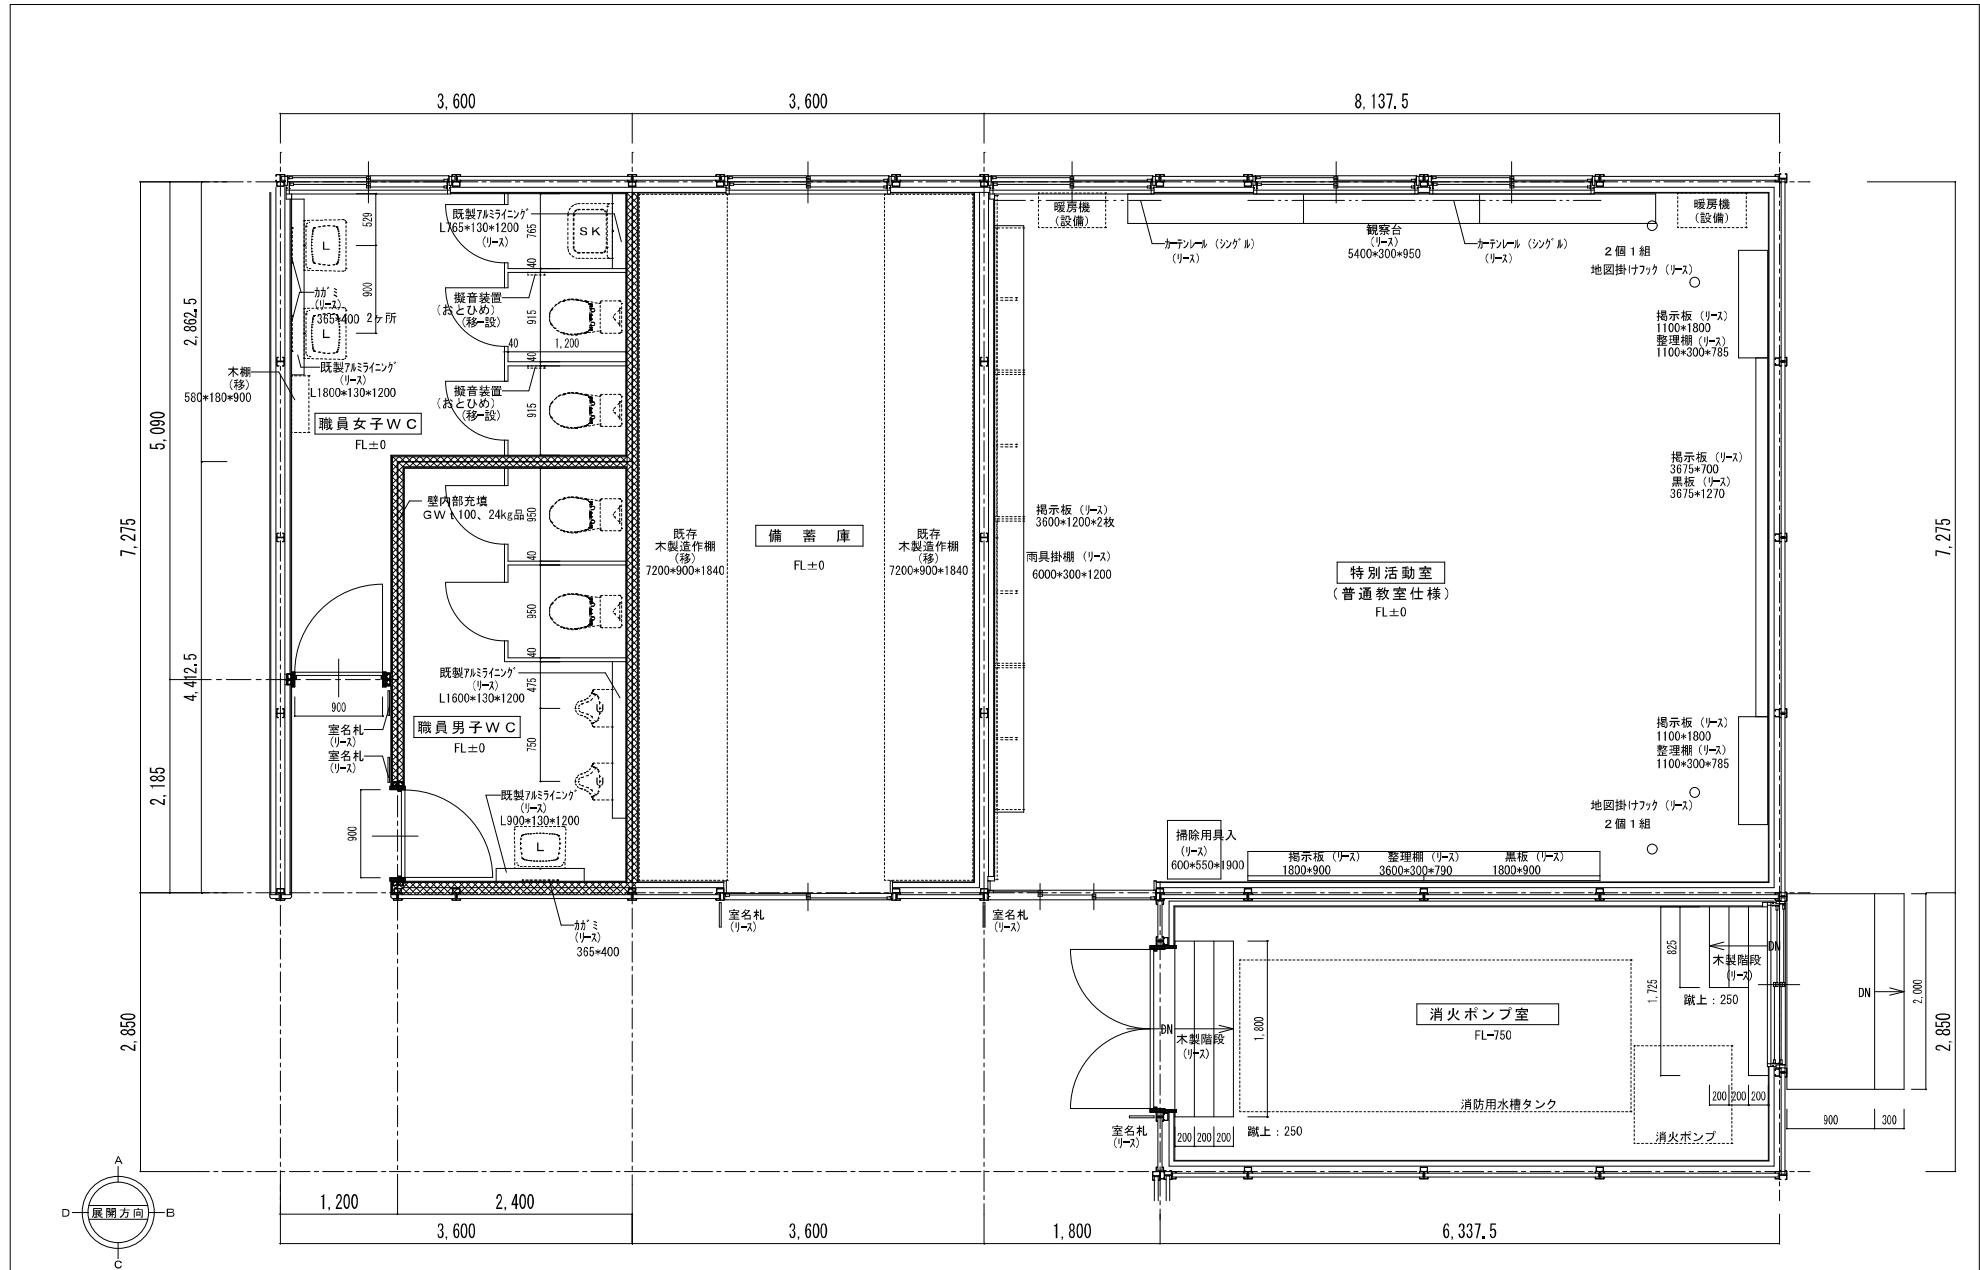 3,600
3,600
8,137.5
既製ｱﾙﾐﾗｲﾆﾝｸﾞ
L765*130*1200
(ﾘｰｽ)
529
765
SK
L
暖房機
(設備)
ｶｰﾃﾝﾚｰﾙ (ｼﾝｸﾞﾙ)
(ﾘｰｽ)
観察台
(ﾘｰｽ)
5400*300*950
ｶｰﾃﾝﾚｰﾙ (ｼﾝｸﾞﾙ)
(ﾘｰｽ)
暖房機
(設備)
2個1組
地図掛けフック (ﾘｰｽ)
40
900
ｶｶﾞﾐ
(ﾘｰｽ)
365*400 2ヶ所
L
擬音装置
(おとひめ)
(移設)
915
40
1,200
40
掲示板 (ﾘｰｽ)
1100*1800
整理棚 (ﾘｰｽ)
1100*300*785
2,862.5
木棚
(移)
580*180*900
既製ｱﾙﾐﾗｲﾆﾝｸﾞ
(ﾘｰｽ)
L1800*130*1200
擬音装置
(おとひめ)
(移設)
915
職員女子WC
FL±0
5,090
掲示板 (ﾘｰｽ)
3675*700
黒板 (ﾘｰｽ)
3675*1270
壁内部充填
GW t100、24kg品
950
40
掲示板 (ﾘｰｽ)
3600*1200*2枚
既存
木製造作棚
(移)
7200*900*1840
備蓄庫
FL±0
既存
木製造作棚
(移)
7200*900*1840
7,275
7,275
雨具掛棚 (ﾘｰｽ)
6000*300*1200
特別活動室
(普通教室仕様)
FL±0
950
40
4,412.5
既製ｱﾙﾐﾗｲﾆﾝｸﾞ
(ﾘｰｽ)
L1600*130*1200
475
900
室名札
(ﾘｰｽ)
室名札
(ﾘｰｽ)
職員男子WC
FL±0
750
掲示板 (ﾘｰｽ)
1100*1800
整理棚 (ﾘｰｽ)
1100*300*785
2,185
既製ｱﾙﾐﾗｲﾆﾝｸﾞ
(ﾘｰｽ)
L900*130*1200
地図掛けフック (ﾘｰｽ)
2個1組
900
L
掃除用具入
(ﾘｰｽ)
600*550*1900
掲示板 (ﾘｰｽ)
1800*900
整理棚 (ﾘｰｽ)
3600*300*790
黒板 (ﾘｰｽ)
1800*900
ｶｶﾞﾐ
(ﾘｰｽ)
365*400
室名札
(ﾘｰｽ)
室名札
(ﾘｰｽ)
825
DN
木製階段
(ﾘｰｽ)
蹴上：250
1,725
DN
2,000
2,850
DN
木製階段
(ﾘｰｽ)
1,800
消火ポンプ室
FL-750
2,850
消防用水槽タンク
200 200 200
900
300
室名札
(ﾘｰｽ)
200 200 200
蹴上：250
消火ポンプ
A
D
展開方向
B
C
1,200
2,400
3,600
3,600
1,800
6,337.5